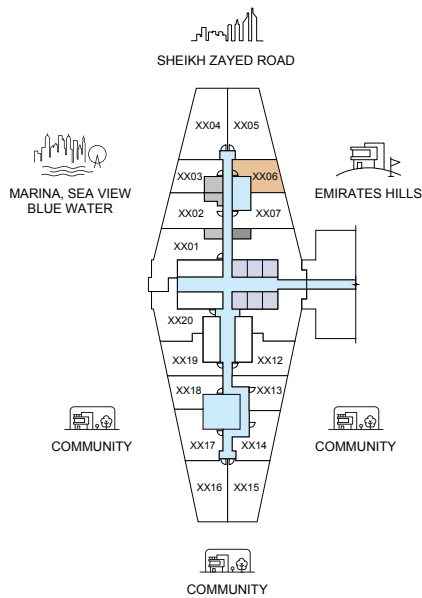 SHEIKH ZAYED ROAD
XX04
XX05
MARINA, SEA VIEW
BLUE WATER
XX03
XX06
EMIRATES HILLS
XX02
XX07
XX01
XX20
XX19
XX12
XX18
XX13
COMMUNITY
COMMUNITY
XX17
XX14
XX16
XX15
COMMUNITY